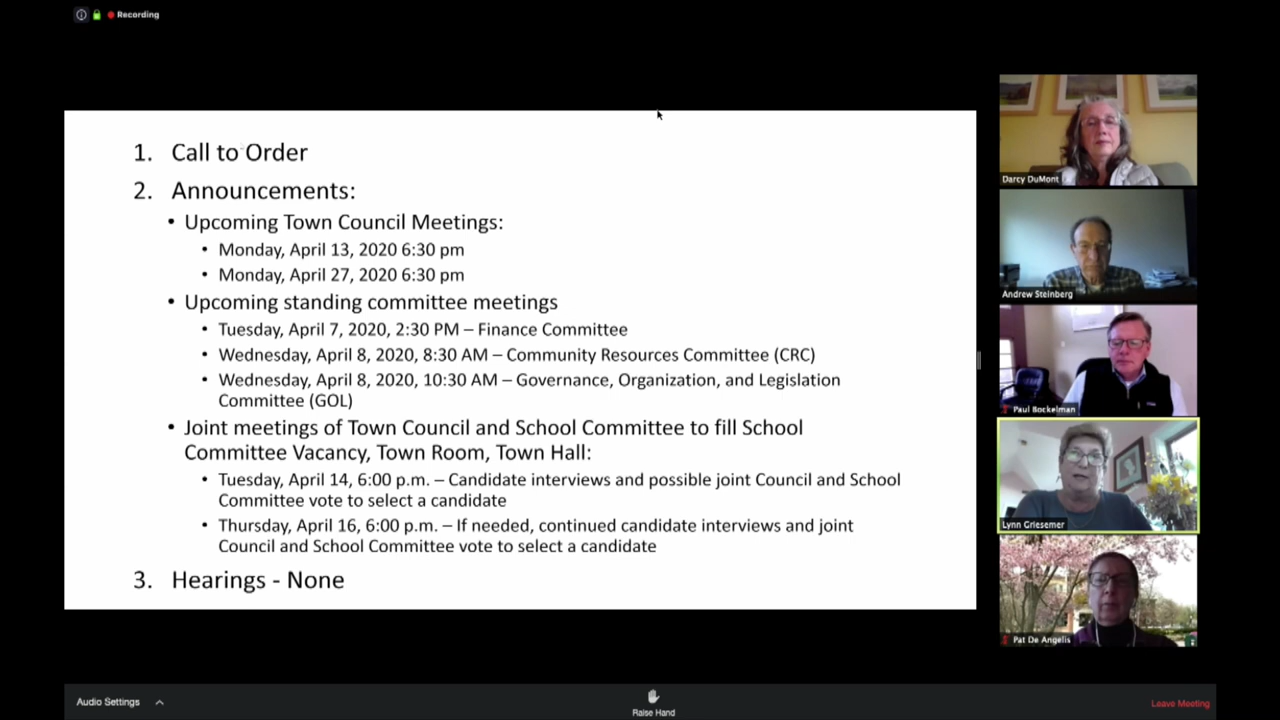 Recording
1. Call to Order
2. Announcements:
• Upcoming Town Council Meetings:
• Monday, April 13, 2020 6:30 pm
• Monday, April 27, 2020 6:30 pm
• Upcoming standing committee meetings
• Tuesday, April 7, 2020, 2:30 PM – Finance Committee
• Wednesday, April 8, 2020, 8:30 AM – Community Resources Committee (CRC)
• Wednesday, April 8, 2020, 10:30 AM – Governance, Organization, and Legislation
Committee (GOL)
• Joint meetings of Town Council and School Committee to fill School
Committee Vacancy, Town Room, Town Hall:
• Tuesday, April 14, 6:00 p.m. – Candidate interviews and possible joint Council and School
Committee vote to select a candidate
• Thursday, April 16, 6:00 p.m. – If needed, continued candidate interviews and joint
Council and School Committee vote to select a candidate
3. Hearings - None
Darcy DuMont
Andrew Steinberg
Paul Bockelman
Lynn Griesemer
Pat De Angelis
Audio Settings
Raise Hand
Leave Meeting